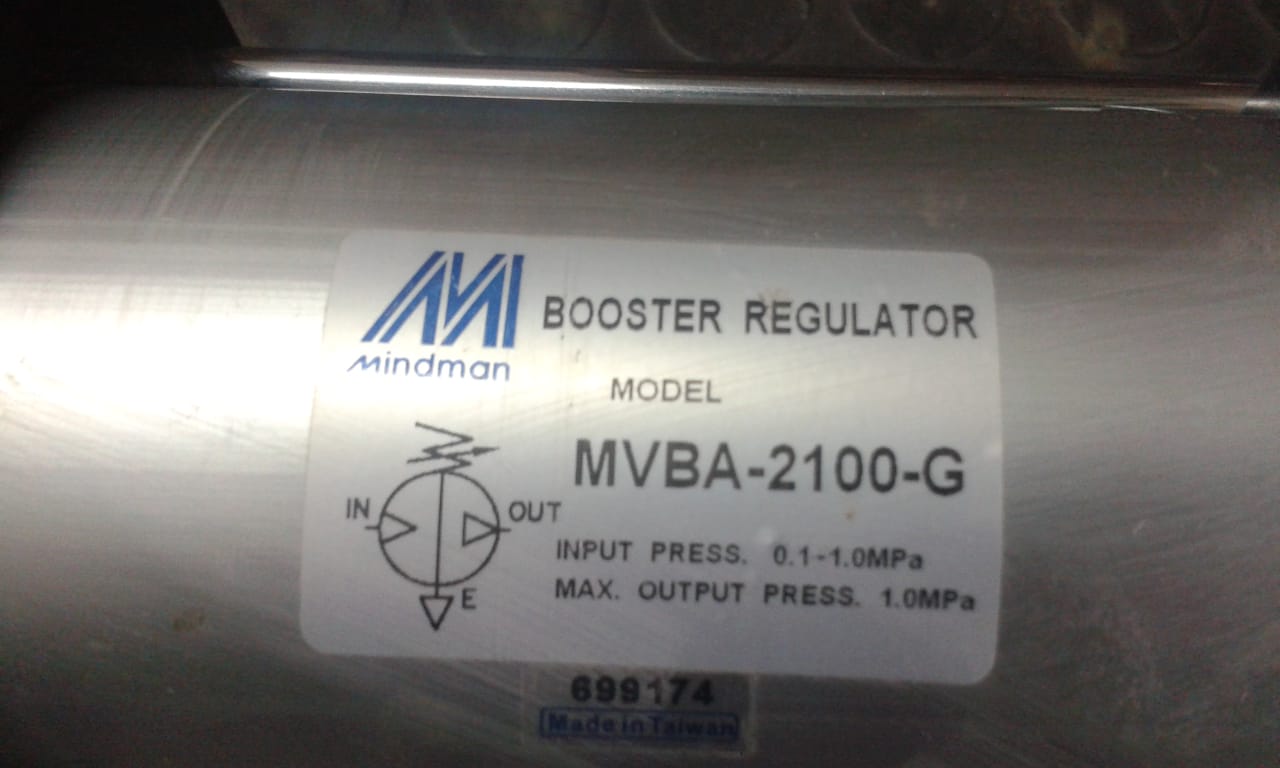 Mindman
BOOSTER REGULATOR
MODEL
MVBA-2100-G
IN
OUT
E
INPUT PRESS. 0.1-1.0MPa
MAX. OUTPUT PRESS. 1.0MPa
699174
Made in Taiwan